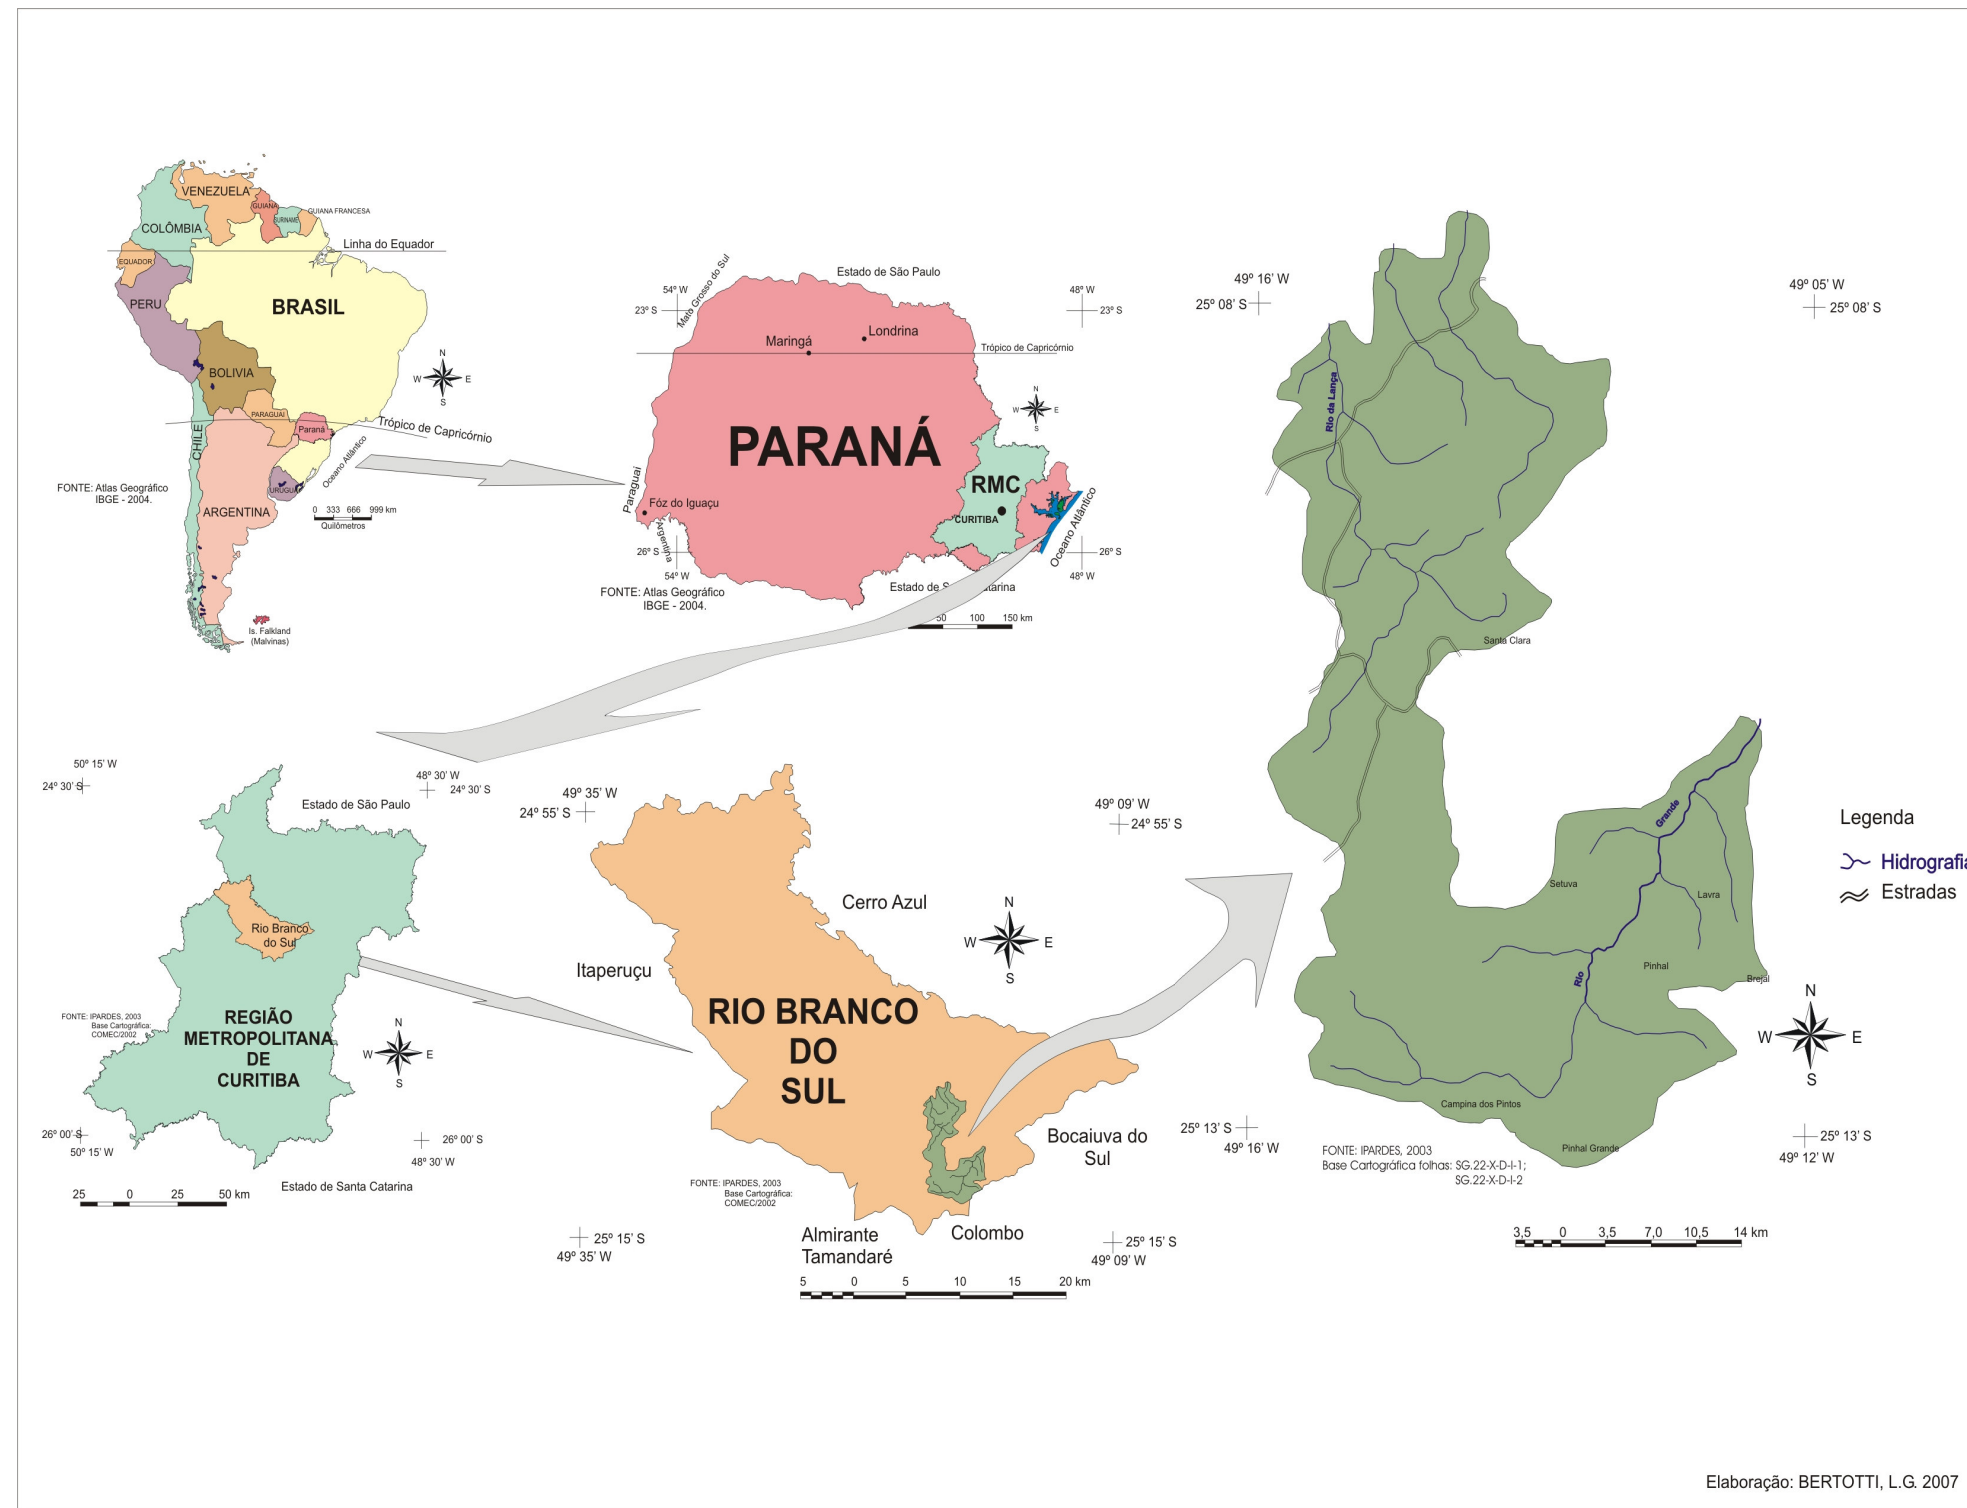 VENEZUELA
GUIANA
SURINAME
GUIANA FRANCESA
COLÔMBIA
Linha do Equador
EQUADOR
PERU
BRASIL
BOLIVIA
N
W
E
S
PARAGUAI
Paraná
Trópico de Capricórnio
CHILE
Oceano Atlântico
URUGUAI
ARGENTINA
FONTE: Atlas Geográfico
IBGE - 2004.
0 333 666 999 km
Quilômetros
Is. Falkland
(Malvinas)
Mato Grosso do Sul
Estado de São Paulo
54º W
23º S
48º W
23º S
Maringá
Londrina
Trópico de Capricórnio
N
W
E
S
PARANÁ
RMC
CURITIBA
Paraguai
Fóz do Iguaçu
Argentina
Oceano Atlântico
26º S
54º W
26º S
48º W
FONTE: Atlas Geográfico
IBGE - 2004.
Estado de S
atarina
50 100 150 km
50º 15' W
24º 30' S
48º 30' W
24º 30' S
Estado de São Paulo
Rio Branco
do Sul
FONTE: IPARDES, 2003
Base Cartográfica:
COMEC/2002
REGIÃO
METROPOLITANA
DE
CURITIBA
N
W
E
S
26º 00' S
50º 15' W
26º 00' S
48º 30' W
Estado de Santa Catarina
25 0 25 50 km
49º 35' W
24º 55' S
49º 09' W
24º 55' S
Cerro Azul
N
W
E
S
Itaperuçu
RIO BRANCO
DO
SUL
Bocaiuva do
Sul
FONTE: IPARDES, 2003
Base Cartográfica:
COMEC/2002
Almirante
Tamandaré
Colombo
25º 15' S
49º 35' W
25º 15' S
49º 09' W
5 0 5 10 15 20 km
49º 16' W
25º 08' S
49º 05' W
25º 08' S
Rio da Lança
Santa Clara
Grande
Setuva
Lavra
Pinhal
Rio
Brejal
Campina dos Pintos
Pinhal Grande
Legenda
Hidrografia
Estradas
N
W
E
S
25º 13' S
49º 16' W
25º 13' S
49º 12' W
FONTE: IPARDES, 2003
Base Cartográfica folhas: SG.22-X-D-I-1;
SG.22-X-D-I-2
3,5 0 3,5 7,0 10,5 14 km
Elaboração: BERTOTTI, L.G. 2007